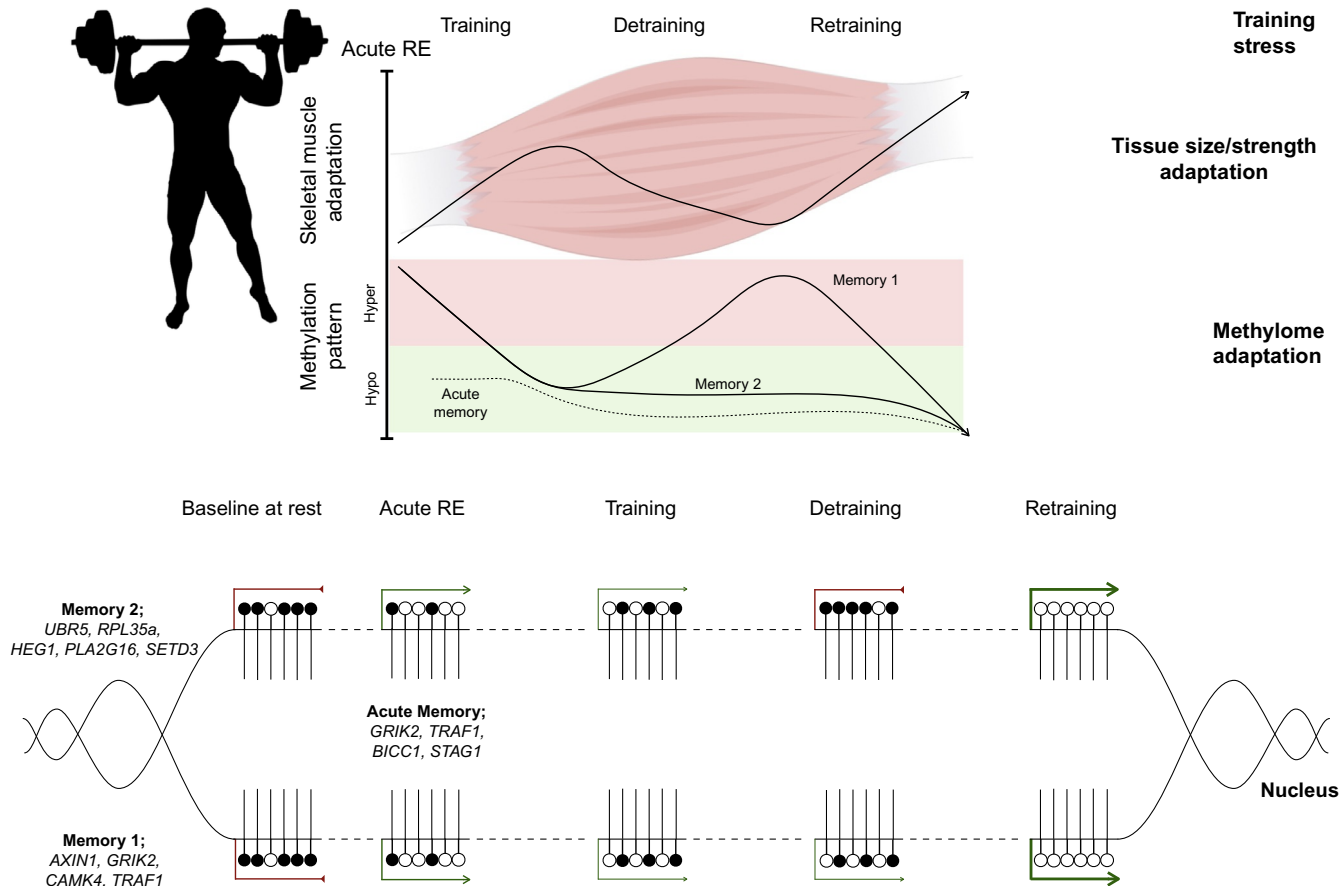 Training
Detraining
Retraining
Training
stress
Acute RE
Skeletal muscle
adaptation
Tissue size/strength
adaptation
Methylation
pattern
Hyper
Hypo
Memory 1
Memory 2
Acute
memory
Methylome
adaptation
Baseline at rest
Acute RE
Training
Detraining
Retraining
Memory 2;
UBR5, RPL35a,
HEG1, PLA2G16, SETD3
Acute Memory;
GRIK2, TRAF1,
BICC1, STAG1
Nucleus
Memory 1;
AXIN1, GRIK2,
CAMK4, TRAF1